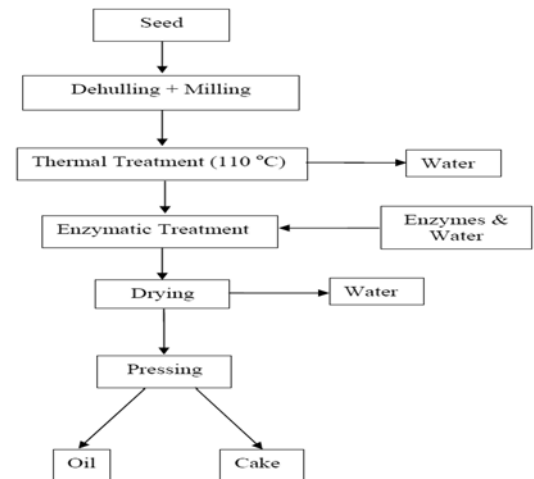 Seed
Dehulling + Milling
Thermal Treatment (110 °C)
Water
Enzymatic Treatment
Enzymes &
Water
Drying
Water
Pressing
Oil
Cake